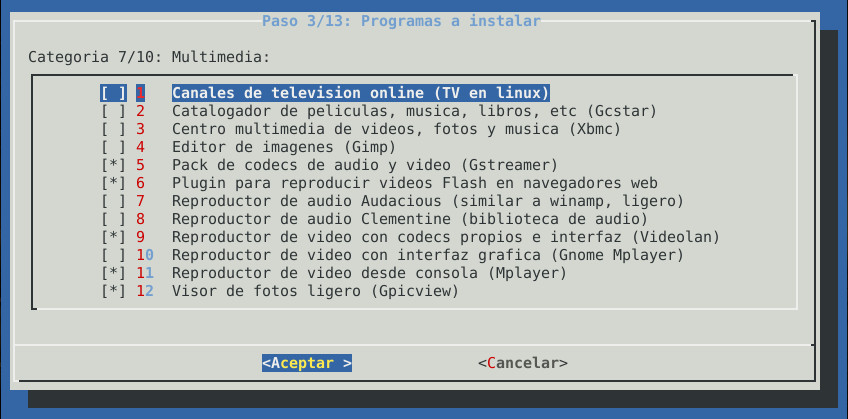 Paso 3/13: Programas a instalar
Categoria 7/10: Multimedia:
[ ] 1 Canales de television online (TV en linux)
[ ] 2 Catalogador de peliculas, musica, libros, etc (Gcstar)
[ ] 3 Centro multimedia de videos, fotos y musica (Xbmc)
[ ] 4 Editor de imagenes (Gimp)
[*] 5 Pack de codecs de audio y video (Gstreamer)
[*] 6 Plugin para reproducir videos Flash en navegadores web
[ ] 7 Reproductor de audio Audacious (similar a winamp, ligero)
[ ] 8 Reproductor de audio Clementine (biblioteca de audio)
[*] 9 Reproductor de video con codecs propios e interfaz (Videolan)
[ ] 10 Reproductor de video con interfaz grafica (Gnome Mplayer)
[*] 11 Reproductor de video desde consola (Mplayer)
[*] 12 Visor de fotos ligero (Gpicview)
<Aceptar > <Cancelar>